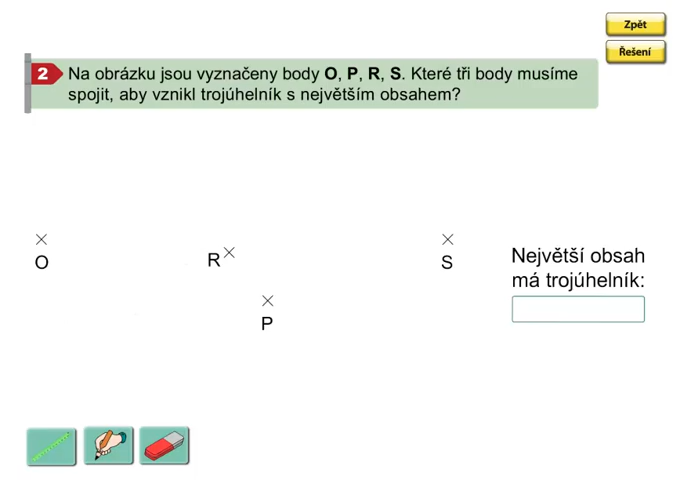 Zpět
Řešení
2 Na obrázku jsou vyznačeny body O, P, R, S. Které tři body musíme
spojit, aby vznikl trojúhelník s největším obsahem?
O
R
S
P
Největší obsah
má trojúhelník: